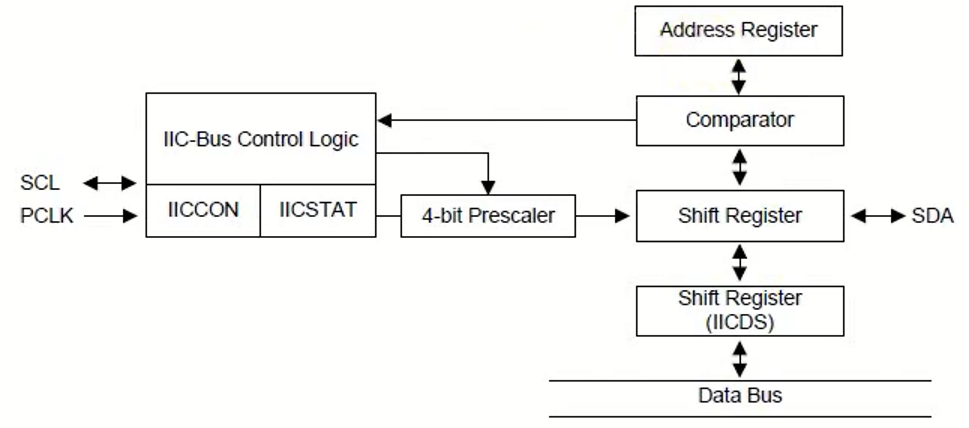 Address Register
IIC-Bus Control Logic
Comparator
SCL
PCLK
IICCON
IICSTAT
4-bit Prescaler
Shift Register
SDA
Shift Register
(IICDS)
Data Bus